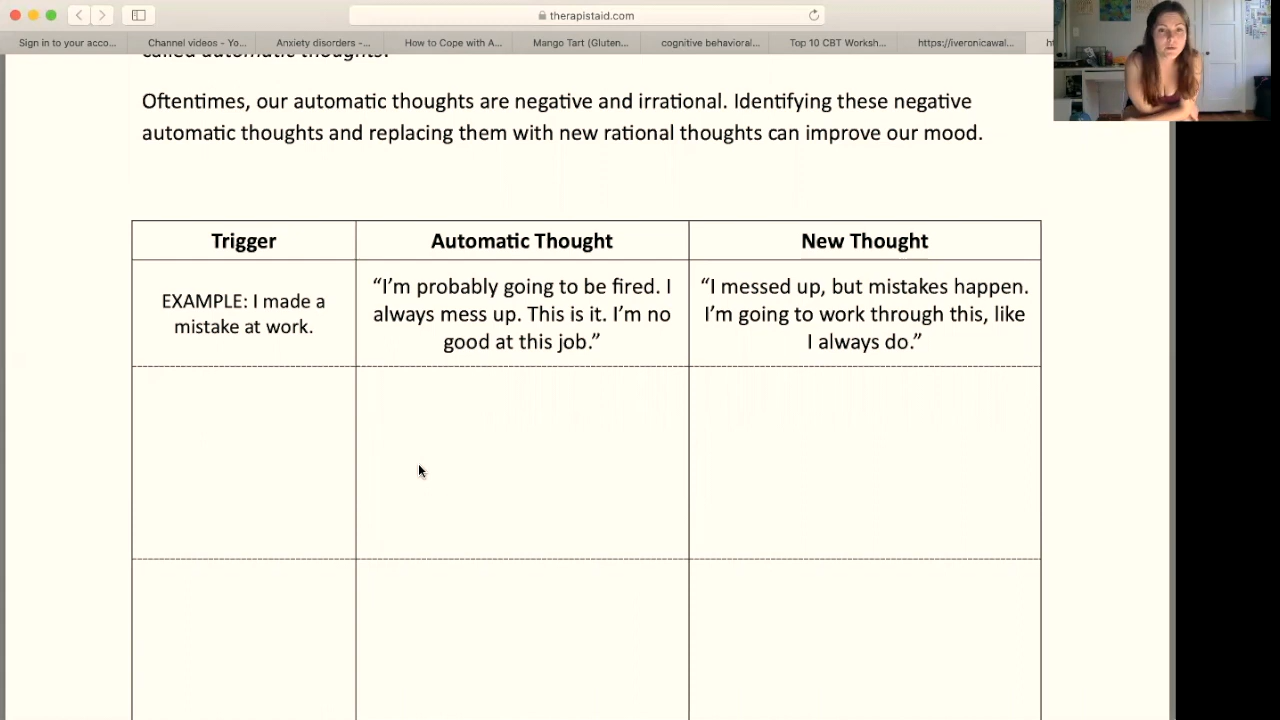 therapistaid.com
Sign in to your acco...
Channel videos - Yo...
Anxiety disorders -...
How to Cope with A...
Mango Tart (Gluten...
cognitive behavioral...
Top 10 CBT Worksh...
https://iveronicawal...
called automatic thoughts.
Oftentimes, our automatic thoughts are negative and irrational. Identifying these negative
automatic thoughts and replacing them with new rational thoughts can improve our mood.
Trigger
Automatic Thought
New Thought
EXAMPLE: I made a
mistake at work.
“I’m probably going to be fired. I
always mess up. This is it. I’m no
good at this job.”
“I messed up, but mistakes happen.
I’m going to work through this, like
I always do.”